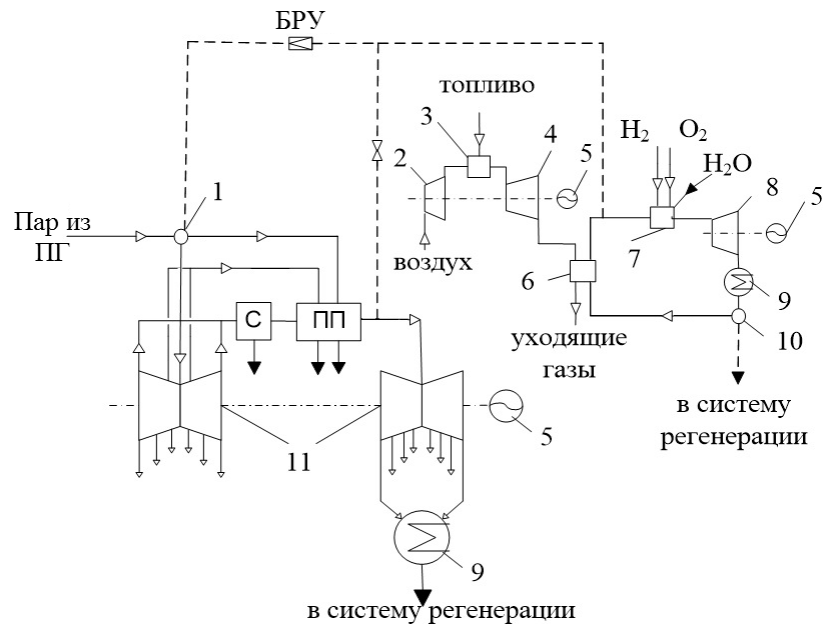 БРУ
топливо
3
4
2
5
H₂
O₂
H₂O
8
5
1
Пар из
ПГ
воздух
6
7
9
10
С
ПП
уходящие
газы
в систему
регенерации
11
5
9
в систему регенерации